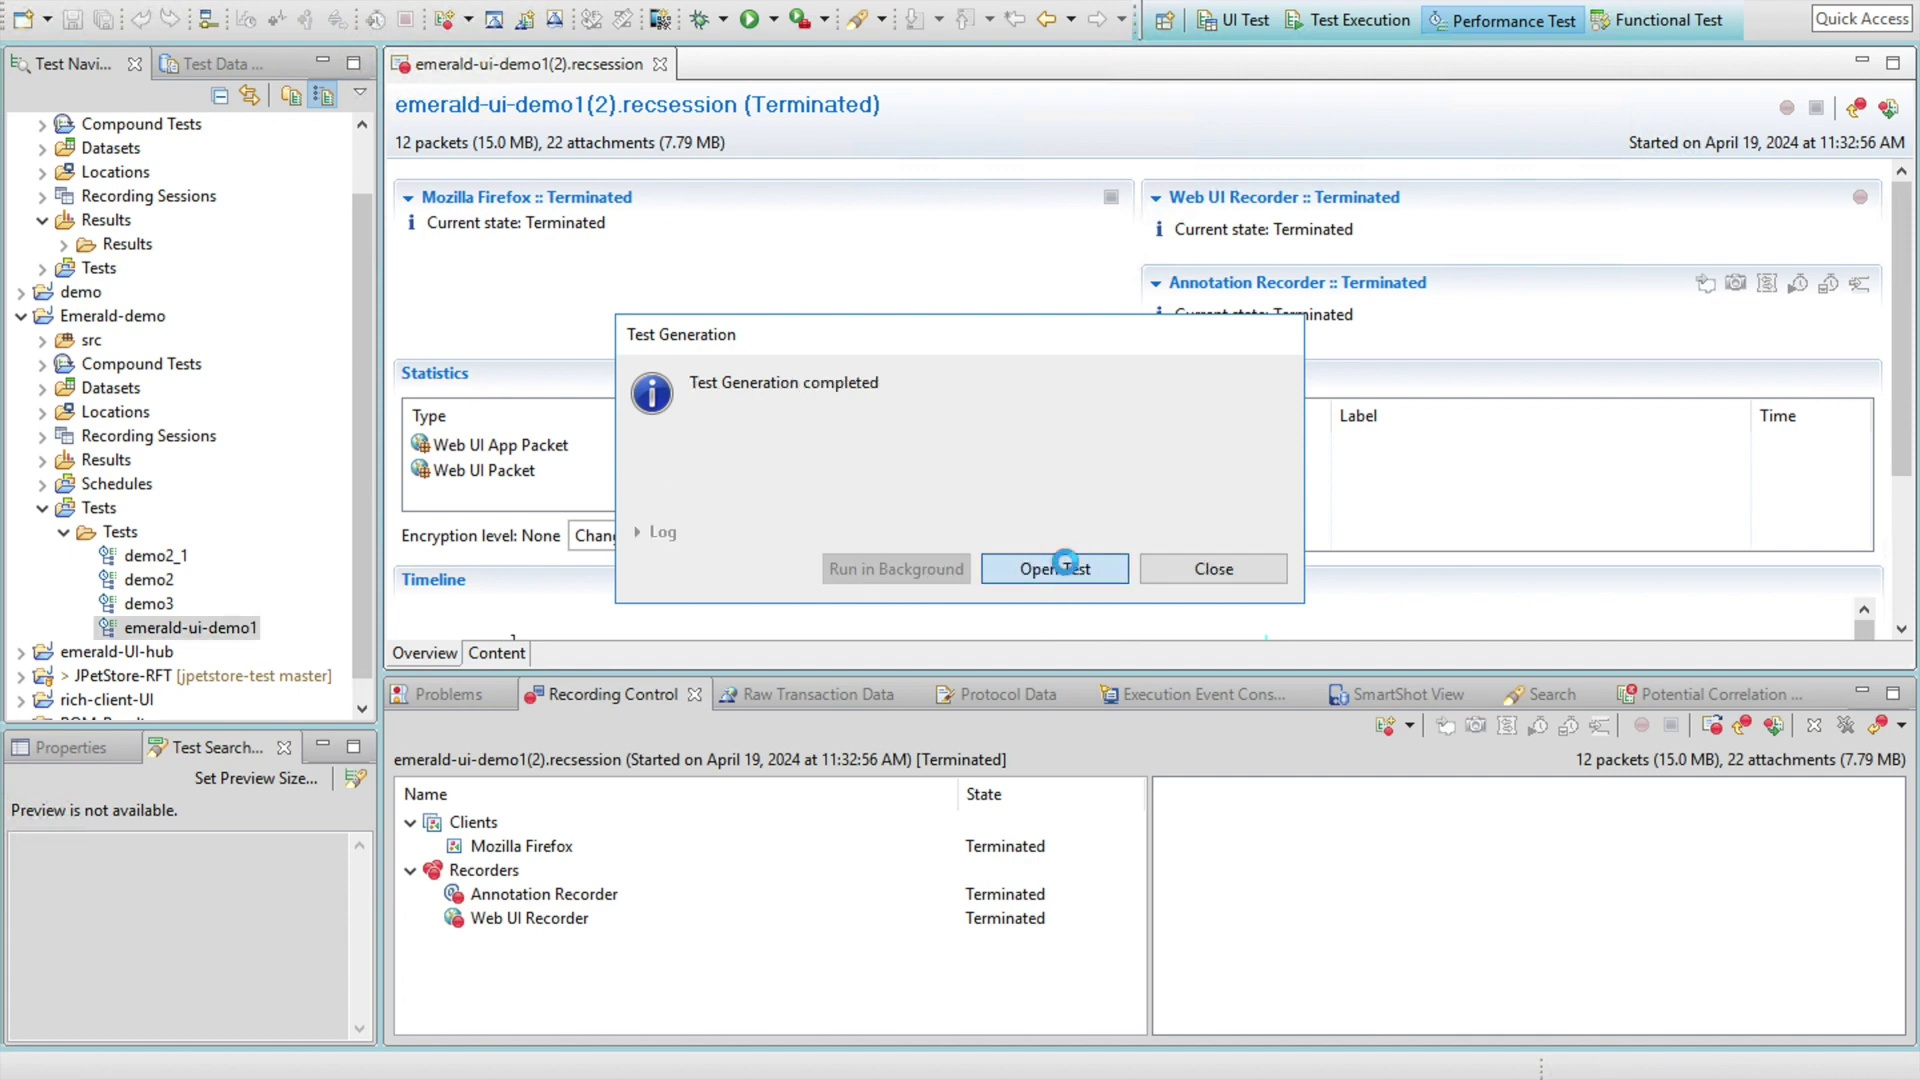 UI Test
Test Execution
Performance Test
Functional Test
Quick Access
Test Navi...
Test Data ...
emerald-ui-demo1(2).recsession
emerald-ui-demo1(2).recsession (Terminated)
12 packets (15.0 MB), 22 attachments (7.79 MB)
Started on April 19, 2024 at 11:32:56 AM
Compound Tests
Datasets
Locations
Recording Sessions
Results
Results
Tests
demo
Emerald-demo
src
Compound Tests
Datasets
Locations
Recording Sessions
Results
Schedules
Tests
Tests
demo2_1
demo2
demo3
emerald-ui-demo1
emerald-UI-hub
> JPetStore-RFT [jpetstore-test master]
rich-client-UI
Mozilla Firefox :: Terminated
Current state: Terminated
Web UI Recorder :: Terminated
Current state: Terminated
Annotation Recorder :: Terminated
Current state: Terminated
Statistics
Type
Web UI App Packet
Web UI Packet
Label
Time
Encryption level: None
Timeline
Test Generation
Test Generation completed
Log
Run in Background
Open Test
Close
Overview
Content
Problems
Recording Control
Raw Transaction Data
Protocol Data
Execution Event Cons...
SmartShot View
Search
Potential Correlation ...
emerald-ui-demo1(2).recsession (Started on April 19, 2024 at 11:32:56 AM) [Terminated]
12 packets (15.0 MB), 22 attachments (7.79 MB)
Name
State
Clients
Mozilla Firefox
Terminated
Recorders
Annotation Recorder
Terminated
Web UI Recorder
Terminated
Properties
Test Search...
Set Preview Size...
Preview is not available.